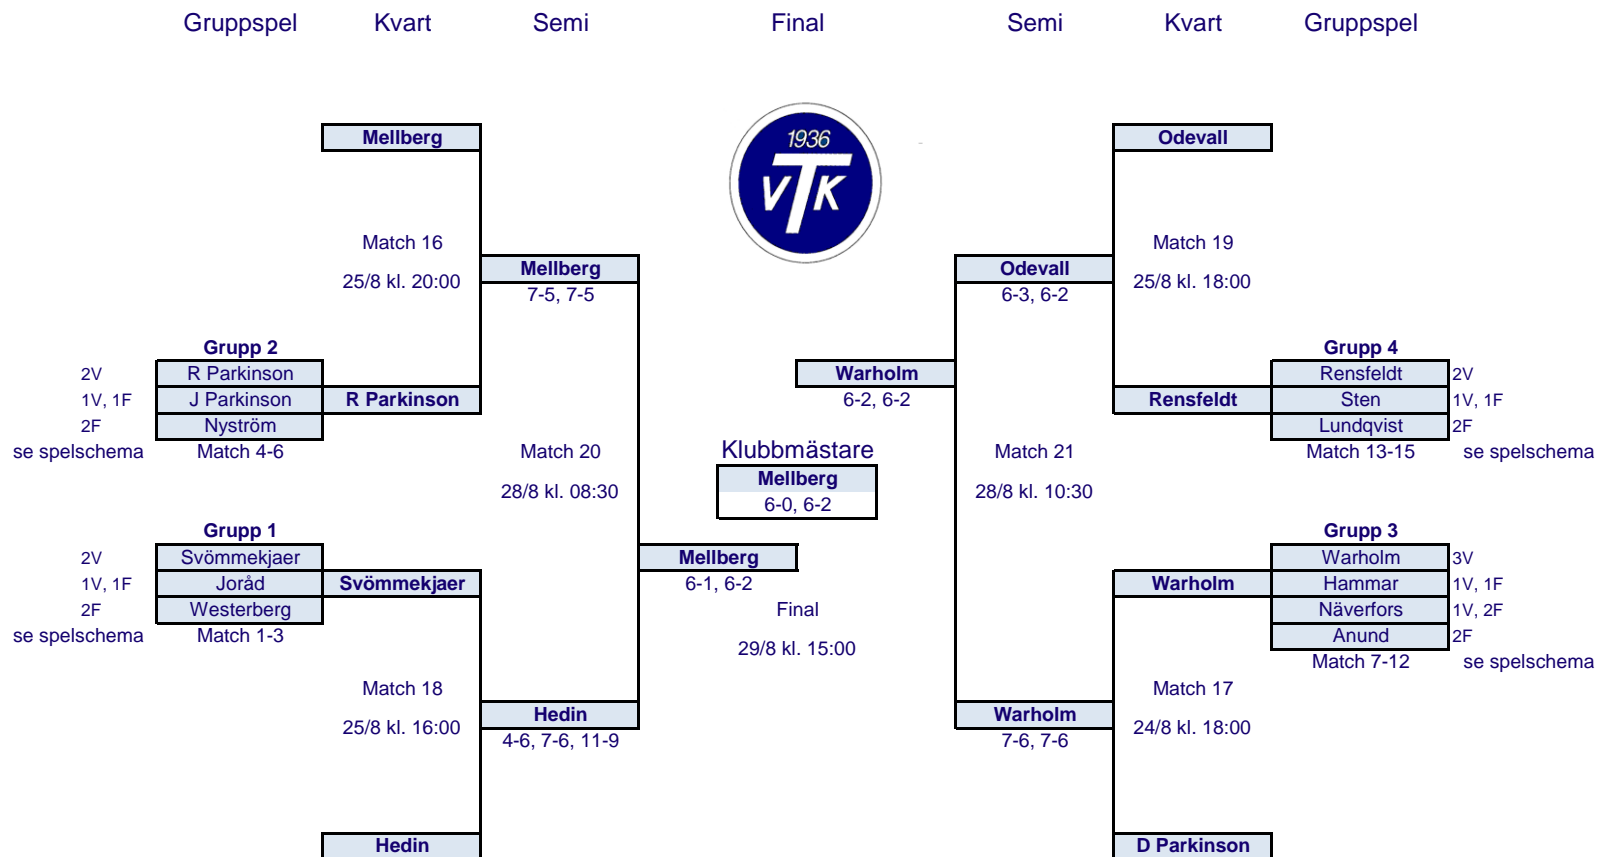 Gruppspel Kvart Semi Final Semi Kvart Gruppspel
1936
VTK
Mellberg Odevall
Match 16 Match 19
Mellberg Odevall
25/8 kl. 20:00 25/8 kl. 18:00
7-5, 7-5 6-3, 6-2
Grupp 2 Grupp 4
2V R Parkinson Warholm Rensfeldt 2V
1V, 1F J Parkinson R Parkinson 6-2, 6-2 Rensfeldt Sten 1V, 1F
2F Nyström Lundqvist 2F
se spelschema Match 4-6 Match 20 Klubbmästare Match 21 Match 13-15 se spelschema
Mellberg
28/8 kl. 08:30 28/8 kl. 10:30
6-0, 6-2
Grupp 1 Grupp 3
2V Svömmekjaer Mellberg Warholm 3V
1V, 1F Joråd Svömmekjaer 6-1, 6-2 Warholm Hammar 1V, 1F
2F Westerberg Final Näverfors 1V, 2F
se spelschema Match 1-3 Anund 2F
29/8 kl. 15:00
Match 7-12 se spelschema
Match 18 Match 17
Hedin Warholm
25/8 kl. 16:00 24/8 kl. 18:00
4-6, 7-6, 11-9 7-6, 7-6
Hedin D Parkinson